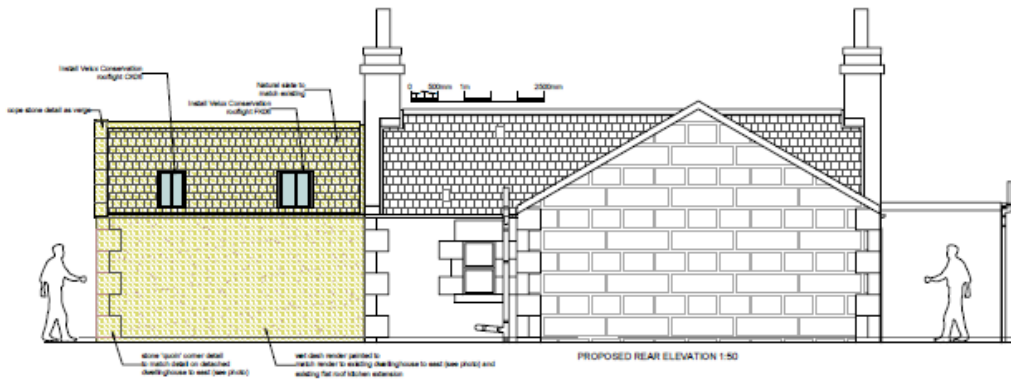 Install Velux Conservation
rooflight CK06
Natural slate to
match existing
Install Velux Conservation
rooflight FK06
cope stone detail as verge
0 500mm 1m 2500mm
stone 'quoin' corner detail
to match detail on detached
dwellinghouse to east (see photo)
wet dash render painted to
match render to existing dwellinghouse to east (see photo) and
existing flat roof kitchen extension
PROPOSED REAR ELEVATION 1:50